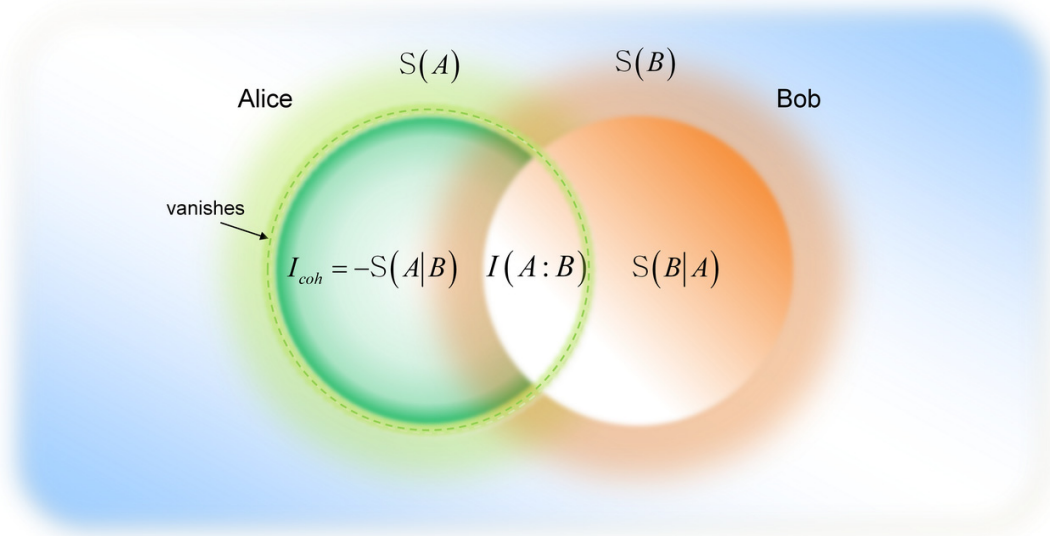 S(A)
S(B)
Alice
Bob
vanishes
I_coh = −S(A|B)
I(A:B)
S(B|A)